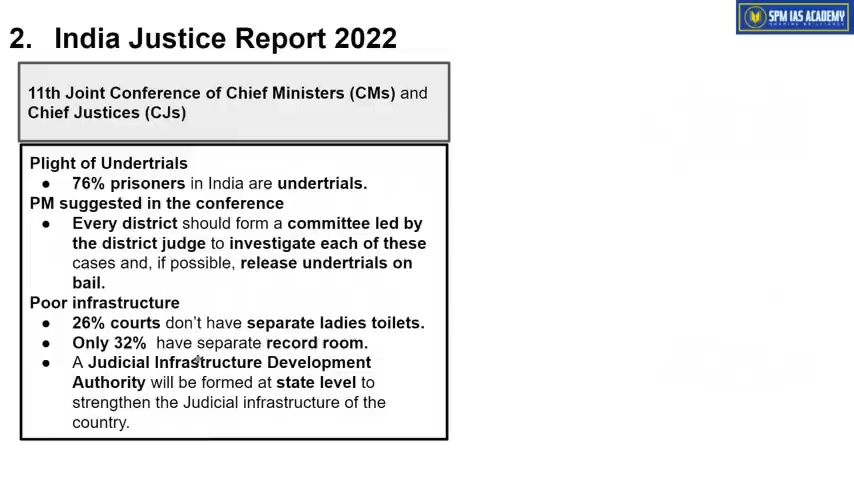 SPM IAS ACADEMY
2. India Justice Report 2022
11th Joint Conference of Chief Ministers (CMs) and
Chief Justices (CJs)
Plight of Undertrials
● 76% prisoners in India are undertrials.
PM suggested in the conference
● Every district should form a committee led by
the district judge to investigate each of these
cases and, if possible, release undertrials on
bail.
Poor infrastructure
● 26% courts don't have separate ladies toilets.
● Only 32% have separate record room.
● A Judicial Infrastructure Development
Authority will be formed at state level to
strengthen the Judicial infrastructure of the
country.